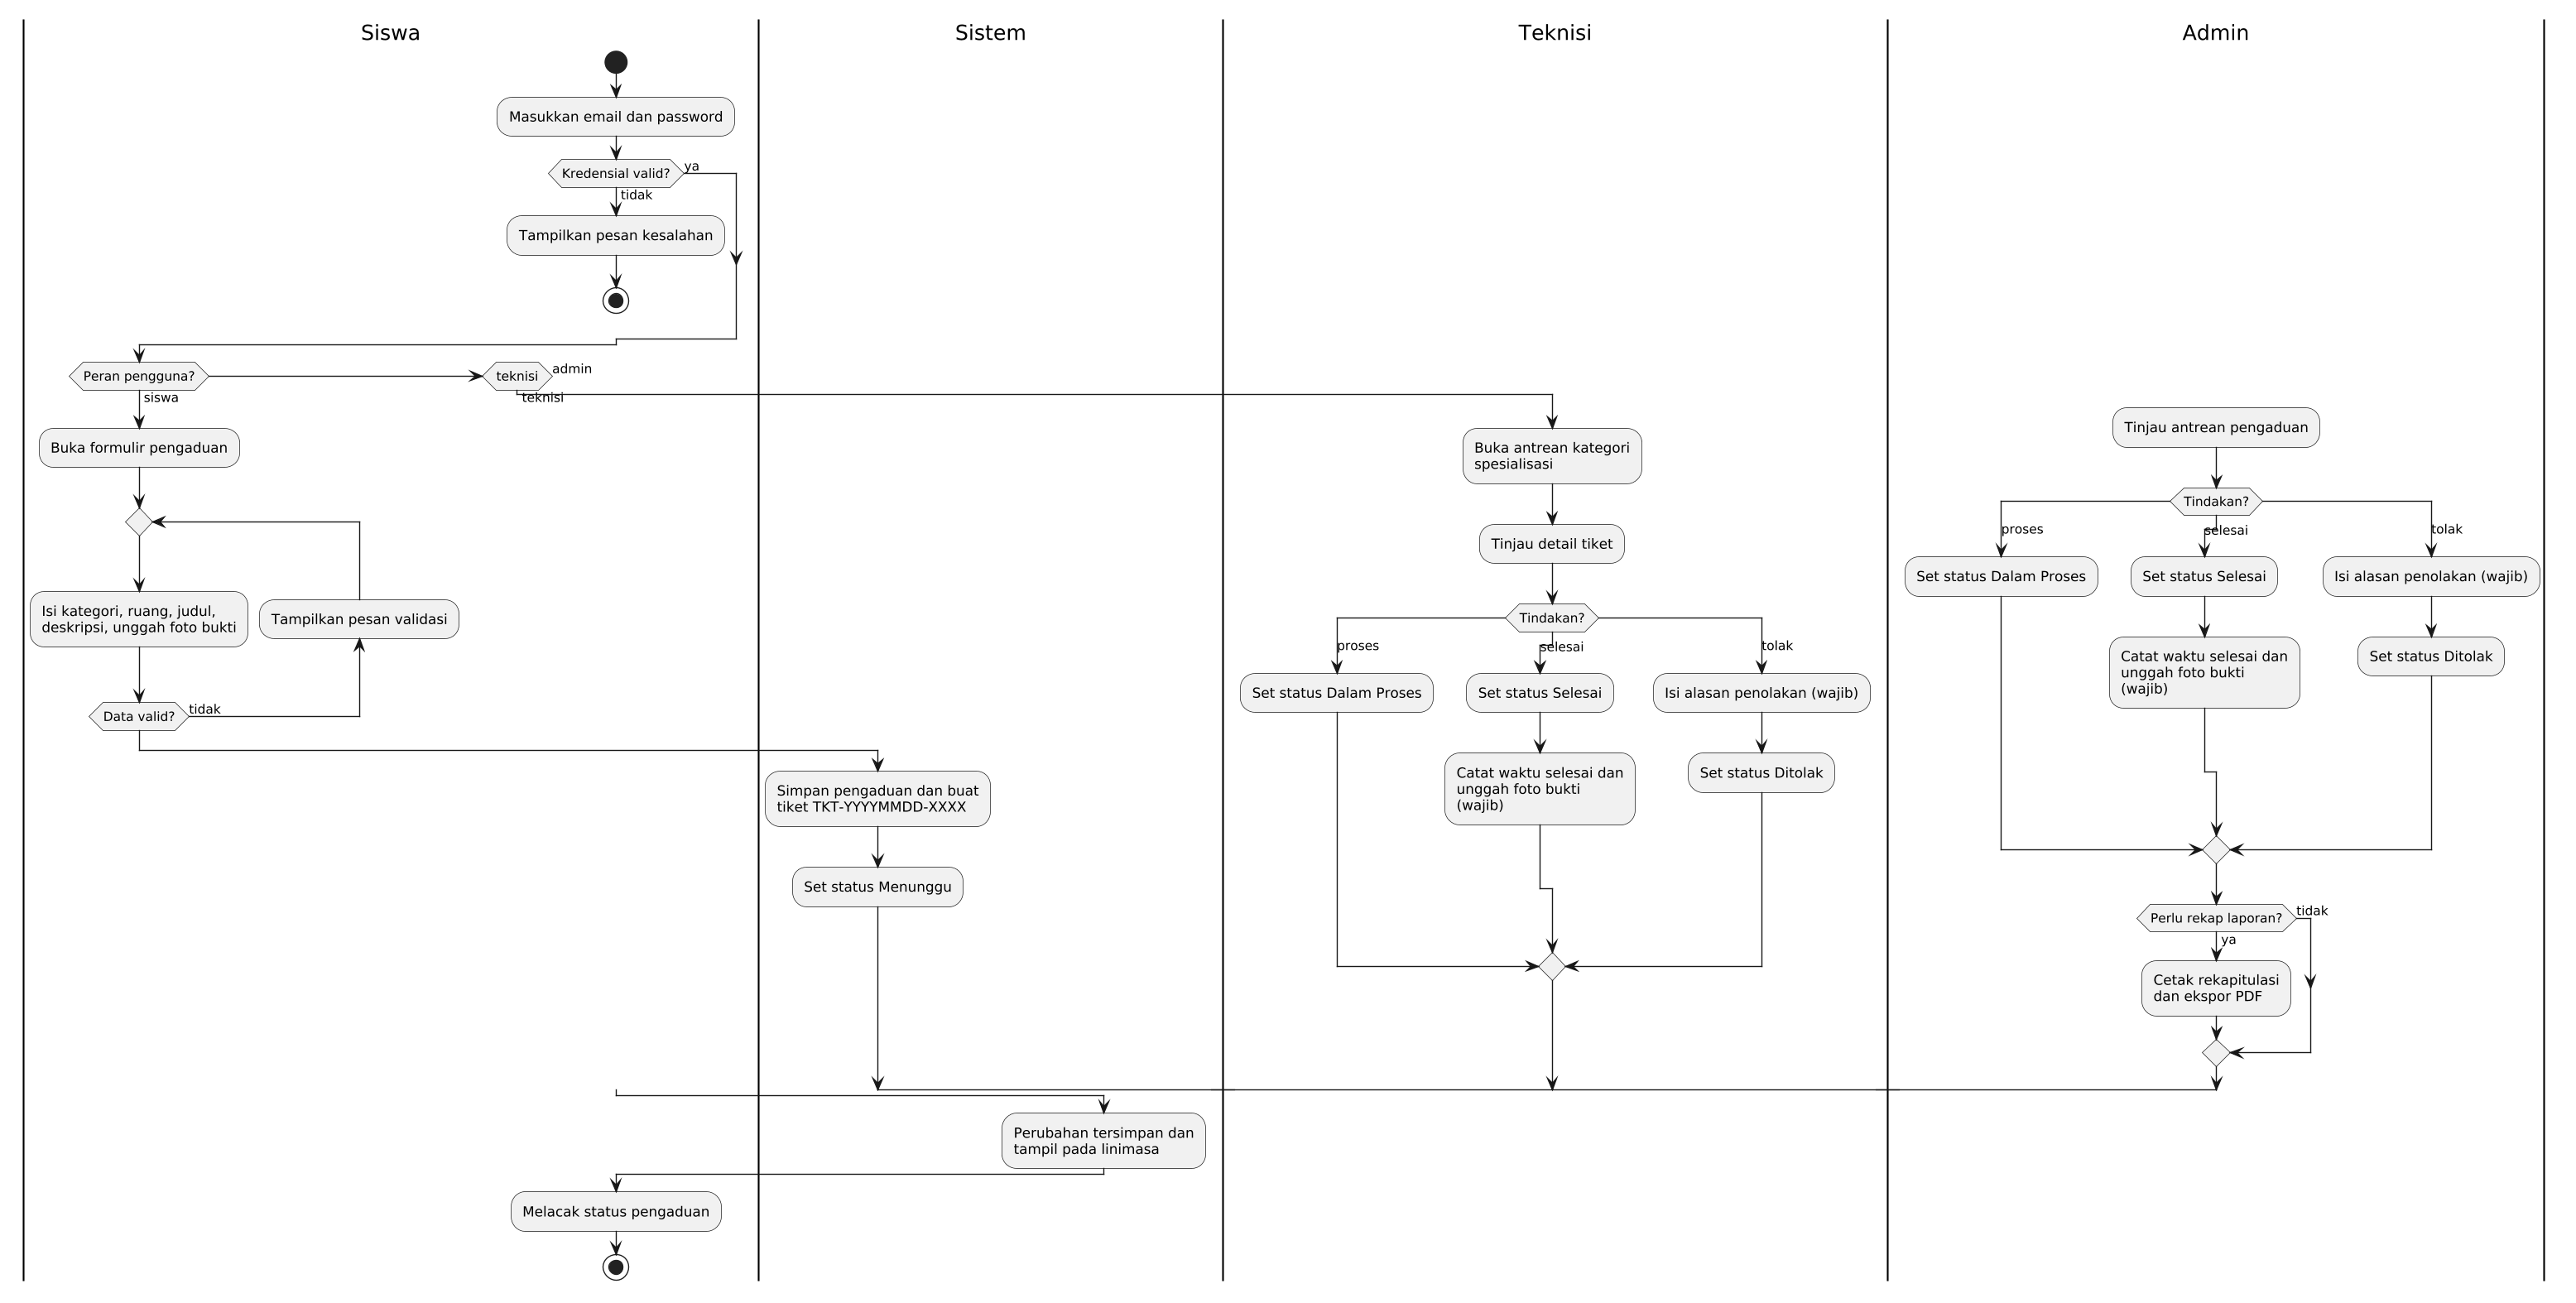 Siswa
Sistem
Teknisi
Admin
Masukkan email dan password
Kredensial valid?
ya
tidak
Tampilkan pesan kesalahan
Peran pengguna?
siswa
teknisi
admin
teknisi
Buka formulir pengaduan
Isi kategori, ruang, judul,
deskripsi, unggah foto bukti
Tampilkan pesan validasi
Data valid?
tidak
Simpan pengaduan dan buat
tiket TKT-YYYYMMDD-XXXX
Set status Menunggu
Buka antrean kategori
spesialisasi
Tinjau detail tiket
Tindakan?
proses
selesai
tolak
Set status Dalam Proses
Set status Selesai
Isi alasan penolakan (wajib)
Catat waktu selesai dan
unggah foto bukti
(wajib)
Set status Ditolak
Tinjau antrean pengaduan
Tindakan?
proses
selesai
tolak
Set status Dalam Proses
Set status Selesai
Isi alasan penolakan (wajib)
Catat waktu selesai dan
unggah foto bukti
(wajib)
Set status Ditolak
Perlu rekap laporan?
tidak
ya
Cetak rekapitulasi
dan ekspor PDF
Perubahan tersimpan dan
tampil pada linimasa
Melacak status pengaduan